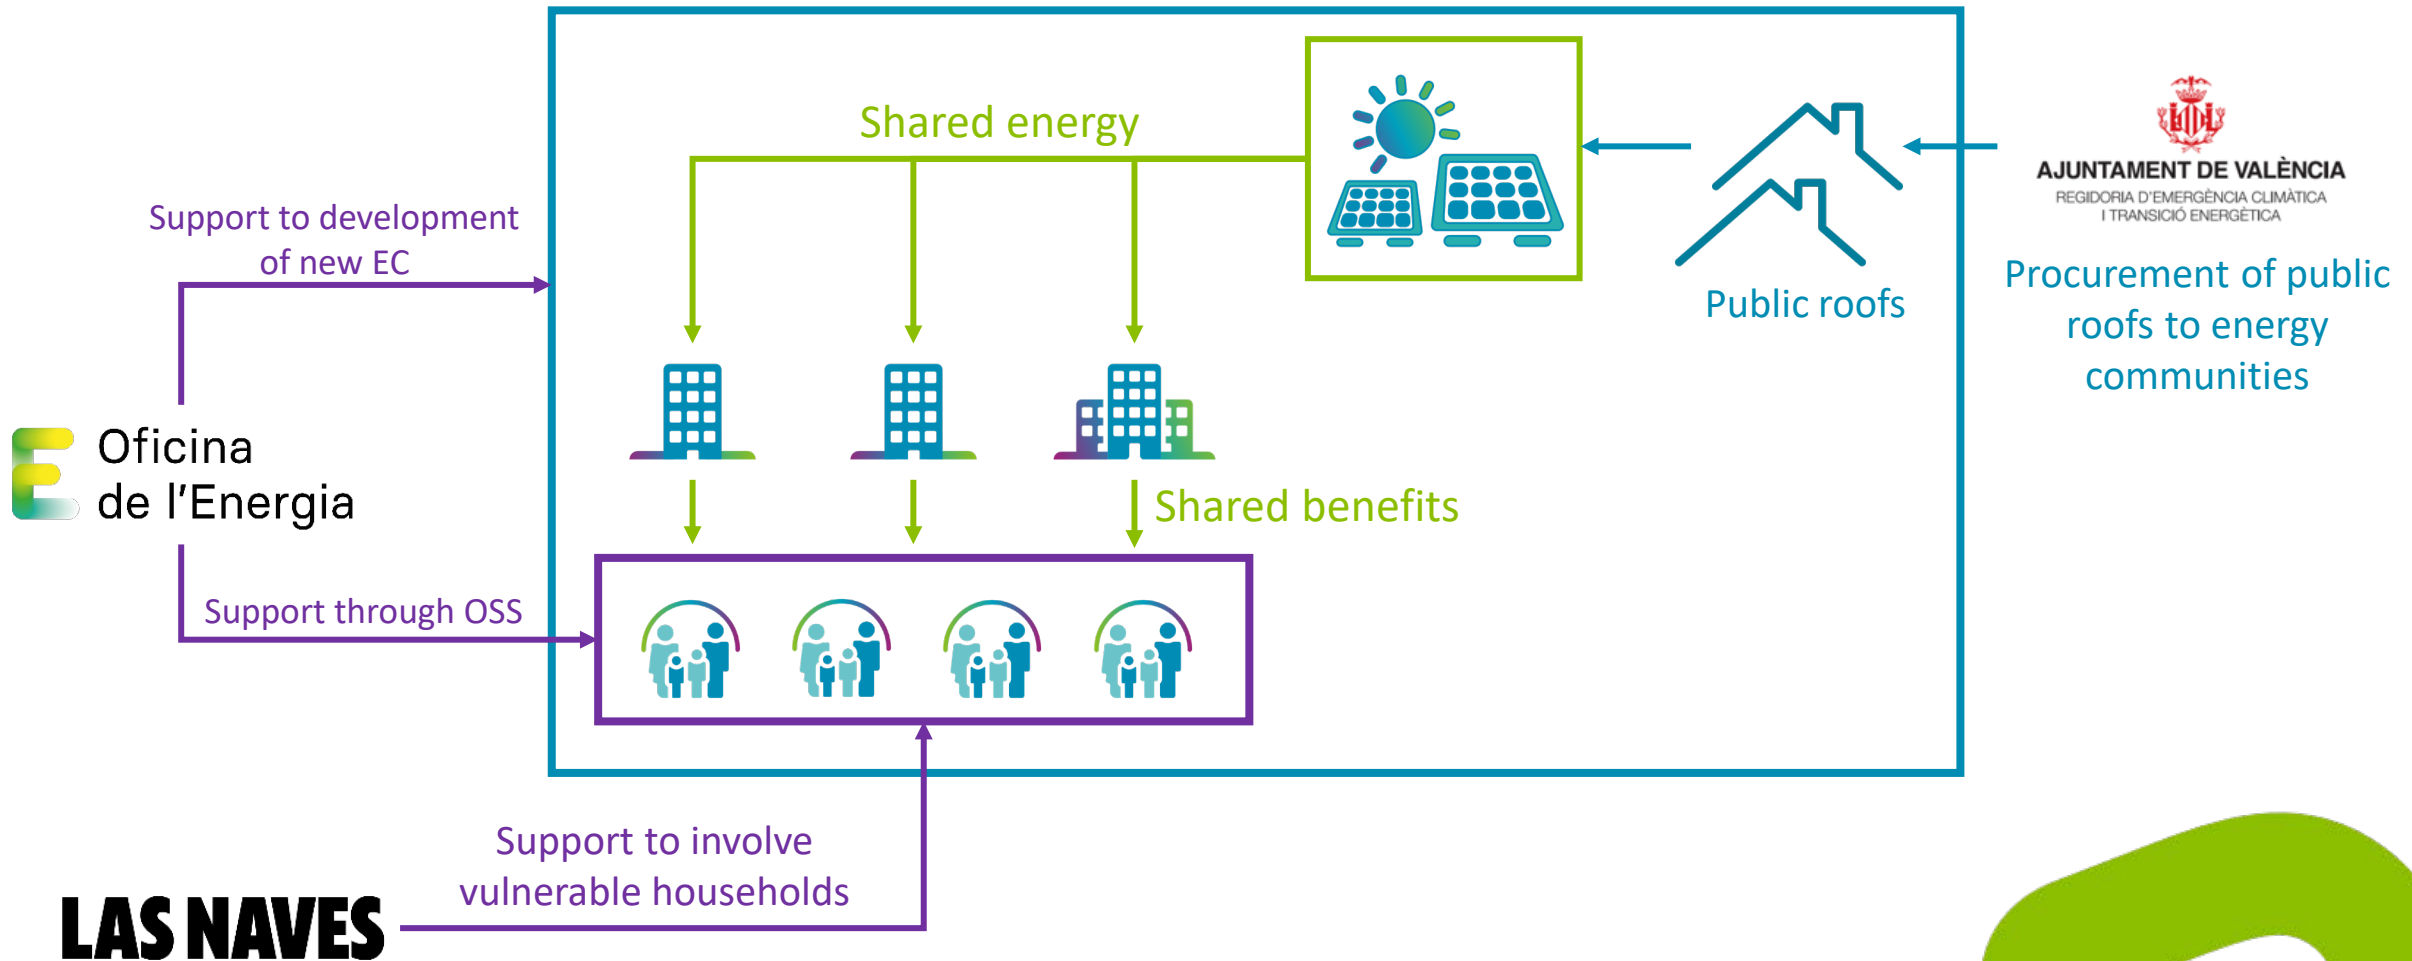 Shared energy
AJUNTAMENT DE VALÈNCIA
REGIDORIA D'EMERGÈNCIA CLIMÀTICA
I TRANSICIÓ ENERGÈTICA
Support to development
of new EC
Public roofs
Procurement of public
roofs to energy
communities
Oficina
de l'Energia
Shared benefits
Support through OSS
Support to involve
vulnerable households
LAS NAVES